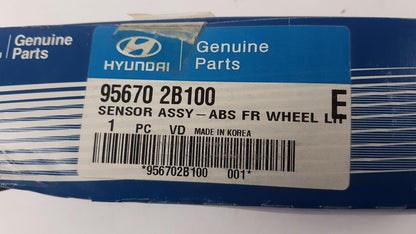 Genuine
Parts
HYUNDAI
Genuine
Parts
95670 2B100
E
SENSOR ASSY-ABS FR WHEEL LH
1 PC VD MADE IN KOREA
*956702B100 001*